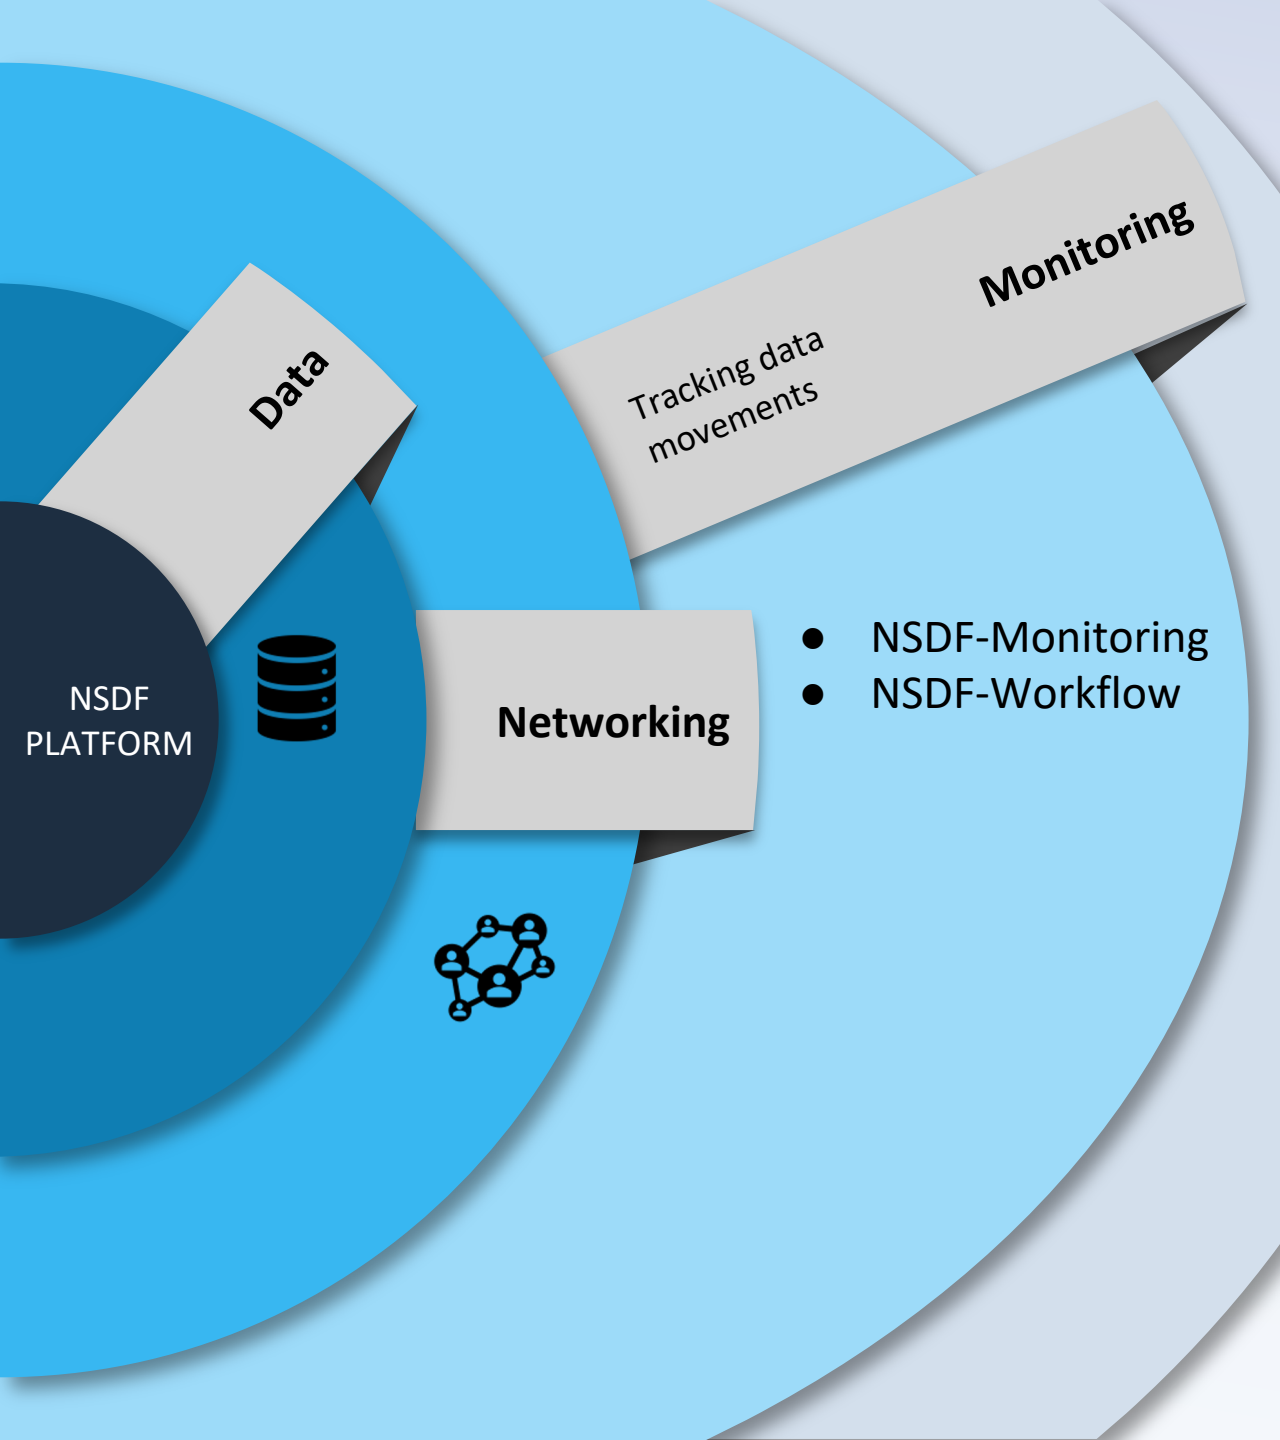 Monitoring
Tracking data
movements
Data
● NSDF-Monitoring
● NSDF-Workflow
NSDF
PLATFORM
Networking